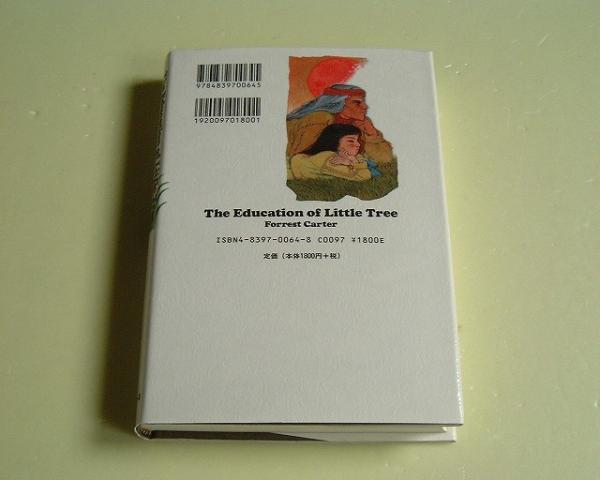 9784839700645
1920097018001
The Education of Little Tree
Forrest Carter
ISBN4-8397-0064-8 C0097 ¥1800E
定価(本体1800円+税)